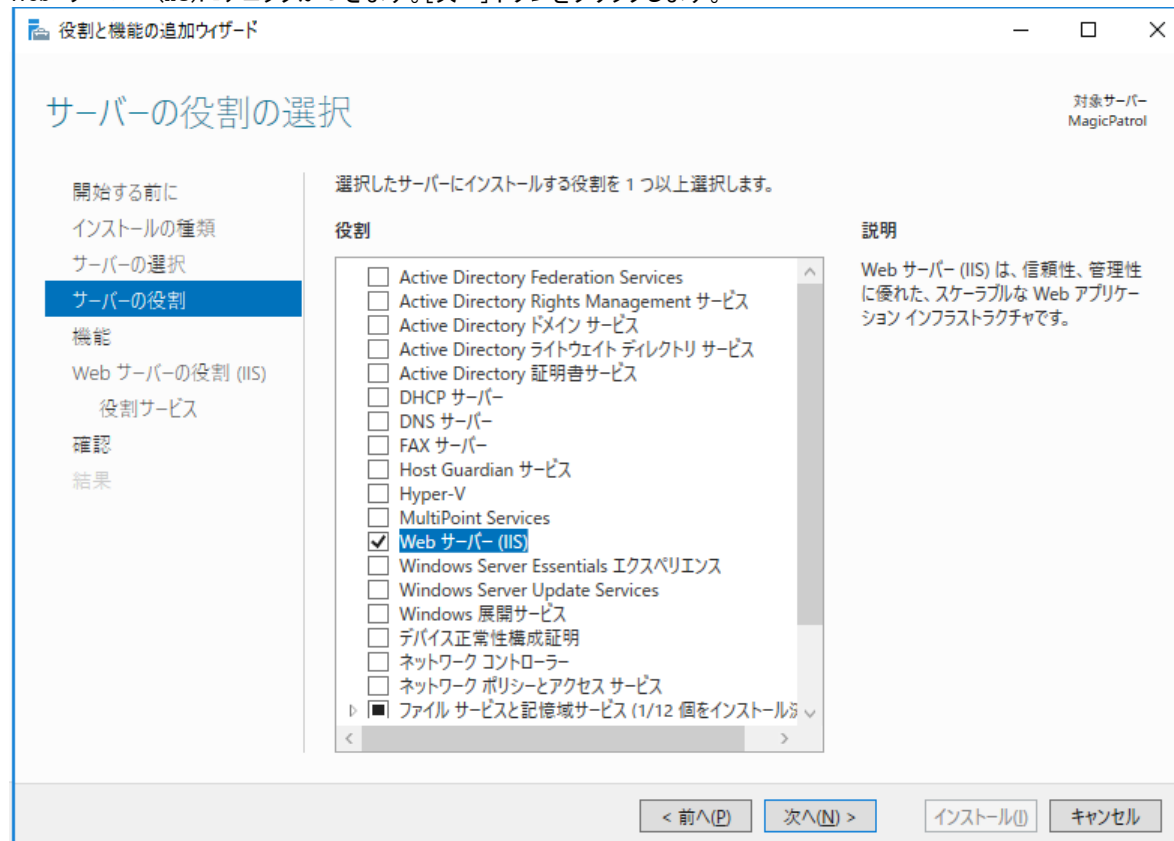 役割と機能の追加ウィザード
サーバーの役割の選択
対象サーバー
MagicPatrol
開始する前に
インストールの種類
サーバーの選択
サーバーの役割
機能
Web サーバーの役割 (IIS)
役割サービス
確認
結果
選択したサーバーにインストールする役割を 1 つ以上選択します。
役割
Active Directory Federation Services
Active Directory Rights Management サービス
Active Directory ドメイン サービス
Active Directory ライトウェイト ディレクトリ サービス
Active Directory 証明書サービス
DHCP サーバー
DNS サーバー
FAX サーバー
Host Guardian サービス
Hyper-V
MultiPoint Services
Web サーバー (IIS)
Windows Server Essentials エクスペリエンス
Windows Server Update Services
Windows 展開サービス
デバイス正常性構成証明
ネットワーク コントローラー
ネットワーク ポリシーとアクセス サービス
ファイル サービスと記憶域サービス (1/12 個をインストール済
説明
Web サーバー (IIS) は、信頼性、管理性
に優れた、スケーラブルな Web アプリケー
ション インフラストラクチャです。
< 前へ(P)
次へ(N) >
インストール(I)
キャンセル